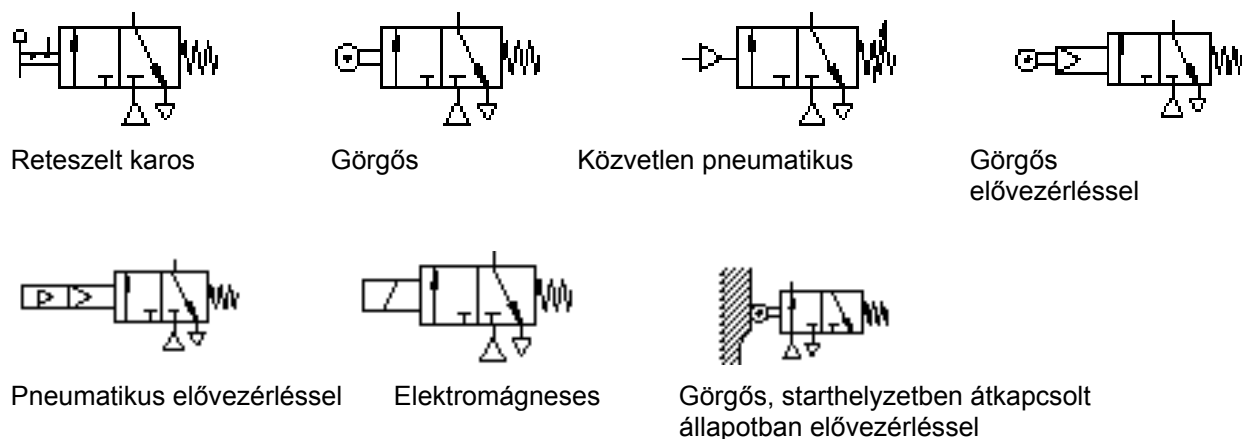 Reteszelt karos
Görgős
Közvetlen pneumatikus
Görgős
elővezérléssel
Pneumatikus elővezérléssel
Elektromágneses
Görgős, starthelyzetben átkapcsolt
állapotban elővezérléssel